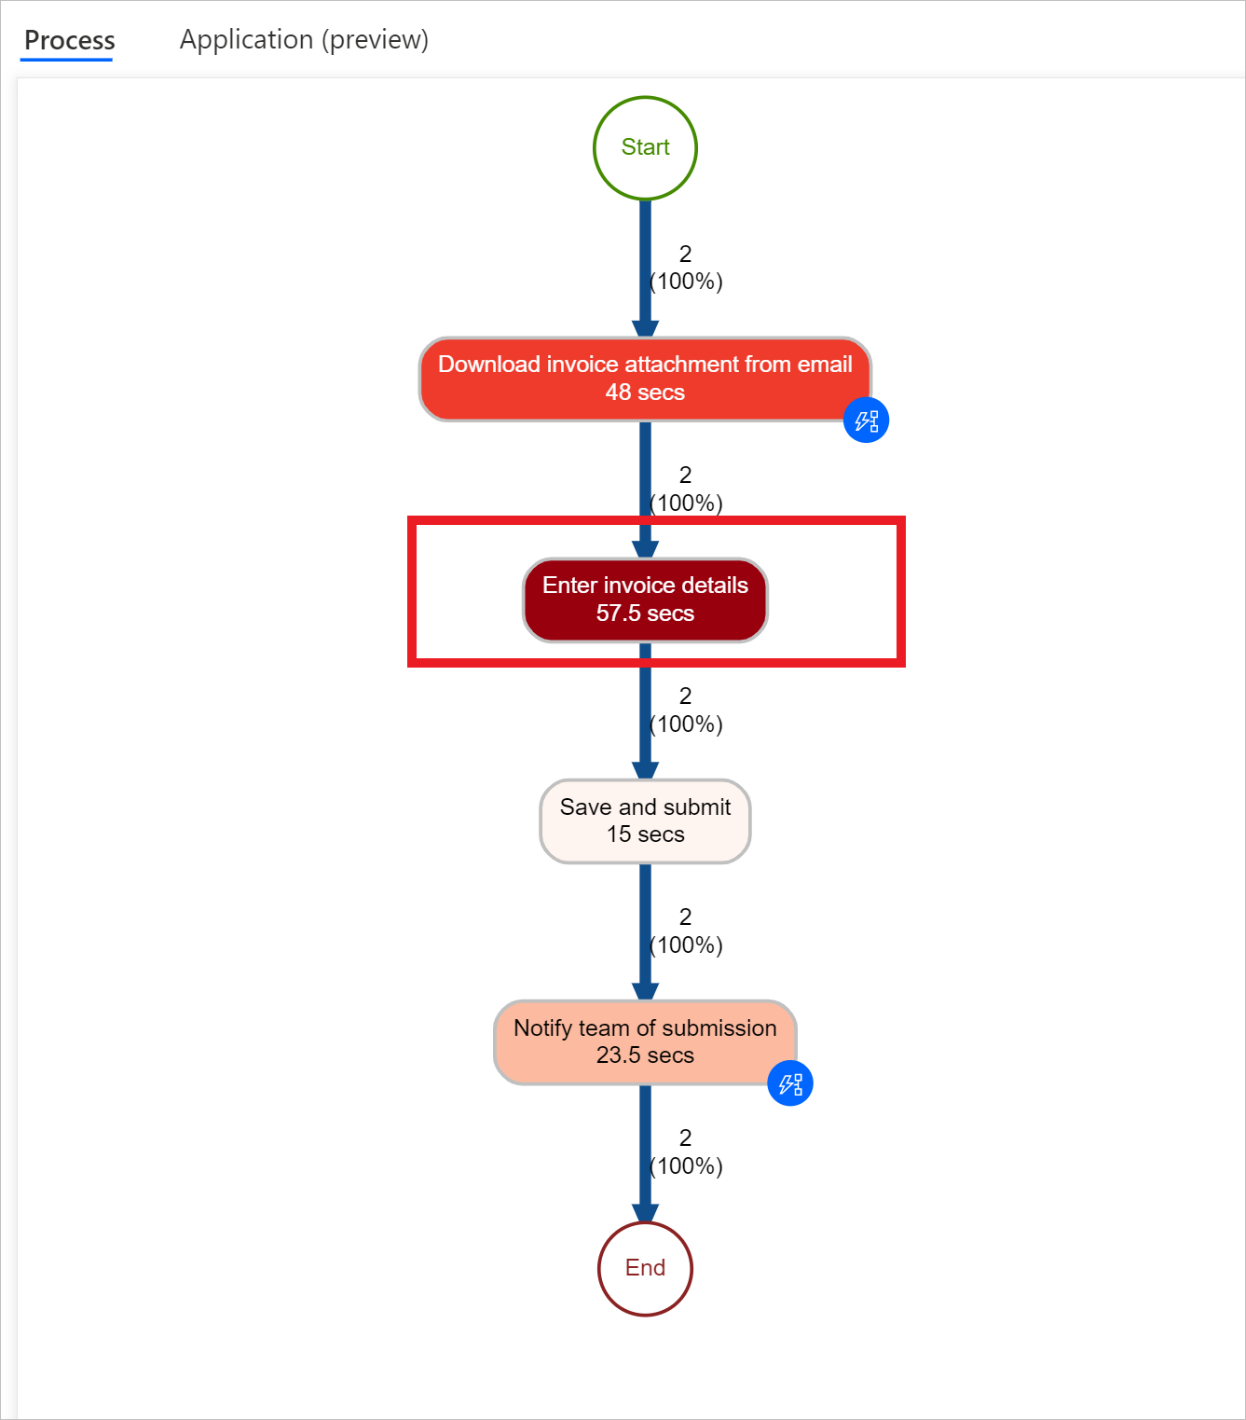 Process
Application (preview)
Start
2
(100%)
Download invoice attachment from email
48 secs
2
(100%)
Enter invoice details
57.5 secs
2
(100%)
Save and submit
15 secs
2
(100%)
Notify team of submission
23.5 secs
2
(100%)
End